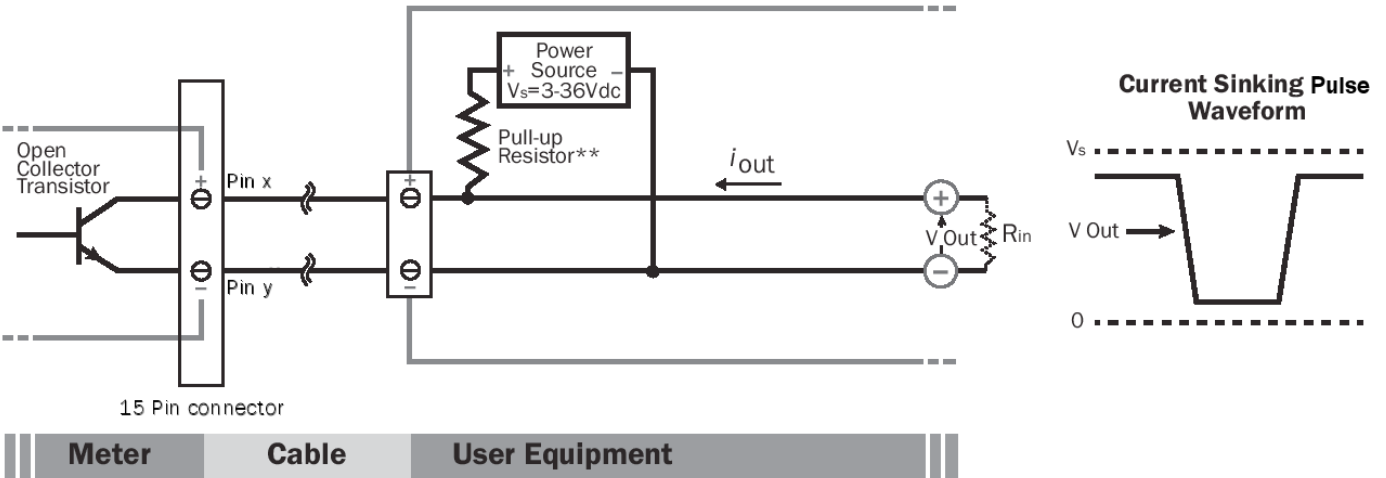 Power
+ Source −
Vs=3-36Vdc
Current Sinking Pulse
Waveform
Open
Collector
Transistor
Pull-up
Resistor**
+
Pin x
+
iout
+
Vs
V Out
Rin
V Out
−
Pin y
−
−
0
15 Pin connector
Meter
Cable
User Equipment